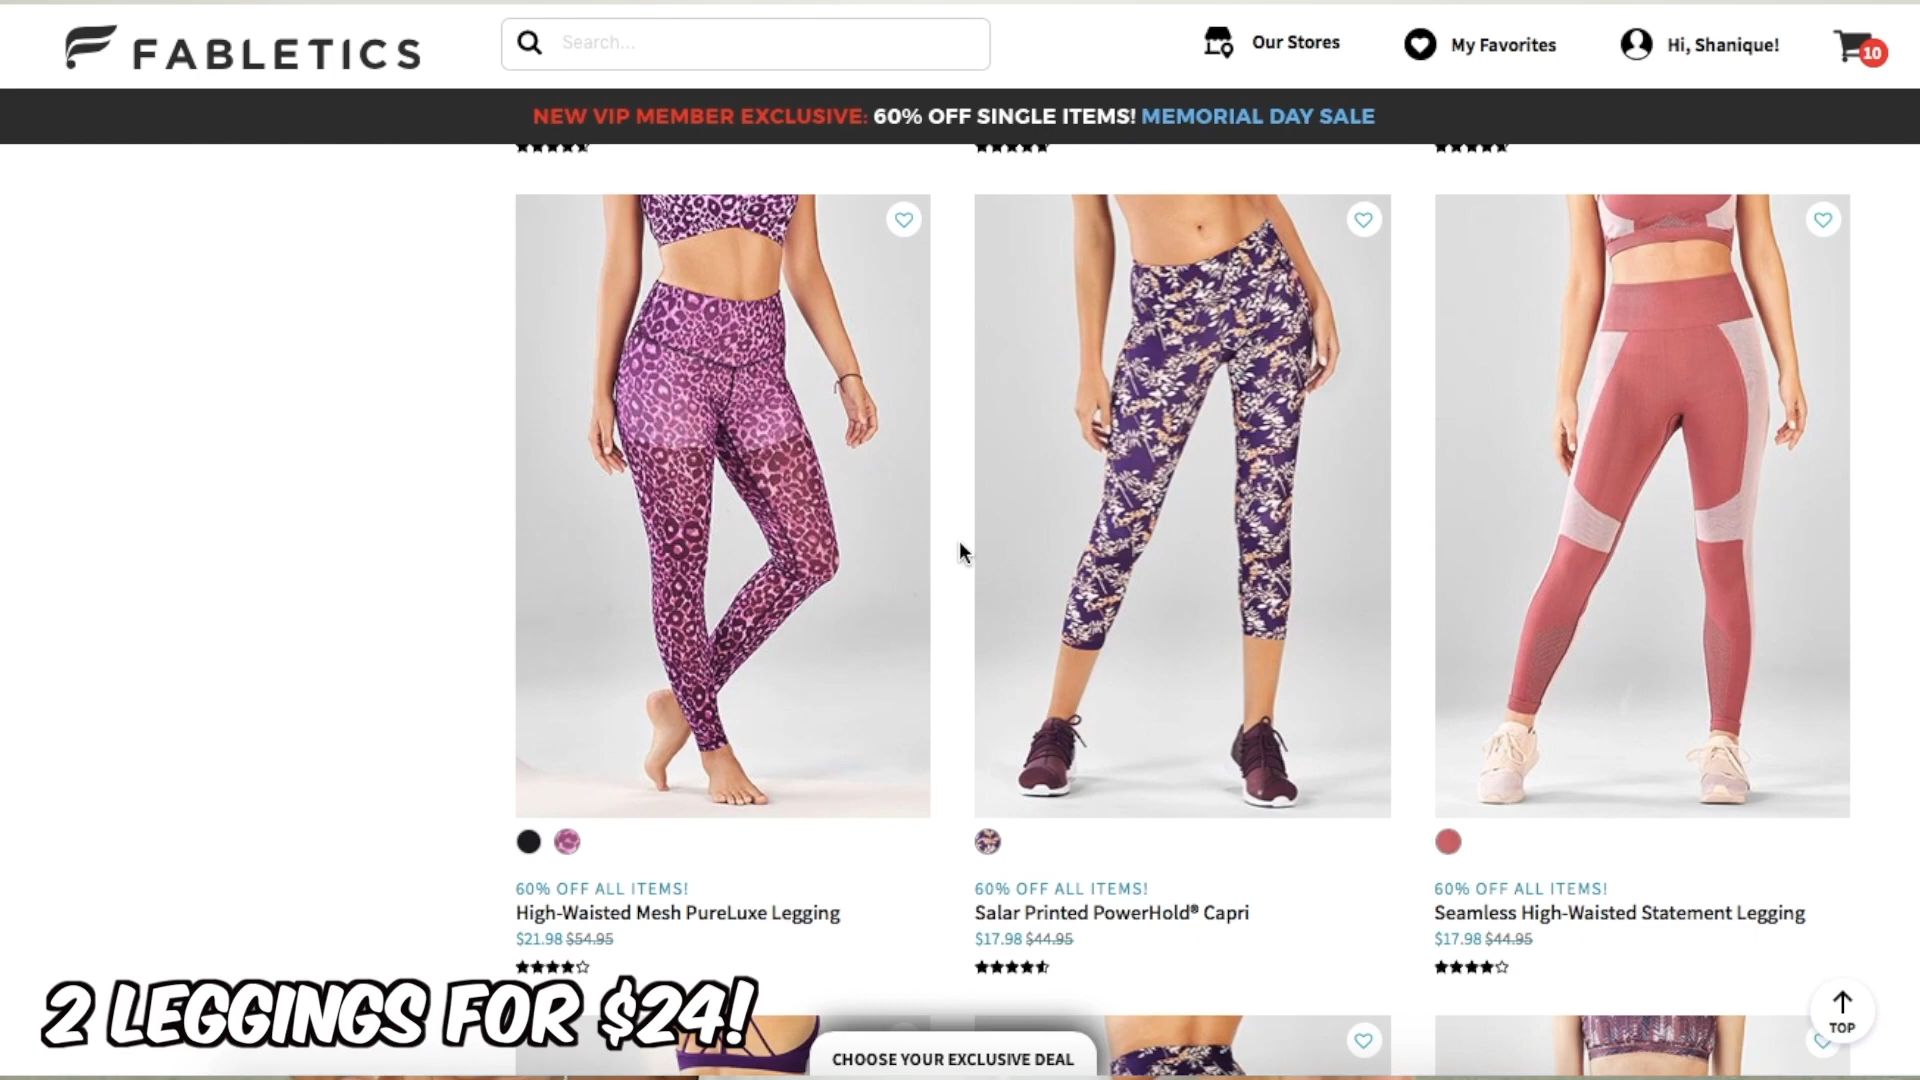 FABLETICS
Search...
Our Stores
My Favorites
Hi, Shanique!
10
NEW VIP MEMBER EXCLUSIVE: 60% OFF SINGLE ITEMS! MEMORIAL DAY SALE
60% OFF ALL ITEMS!
High-Waisted Mesh PureLuxe Legging
$21.98 $54.95
60% OFF ALL ITEMS!
Salar Printed PowerHold® Capri
$17.98 $44.95
60% OFF ALL ITEMS!
Seamless High-Waisted Statement Legging
$17.98 $44.95
2 LEGGINGS FOR $24!
CHOOSE YOUR EXCLUSIVE DEAL
TOP